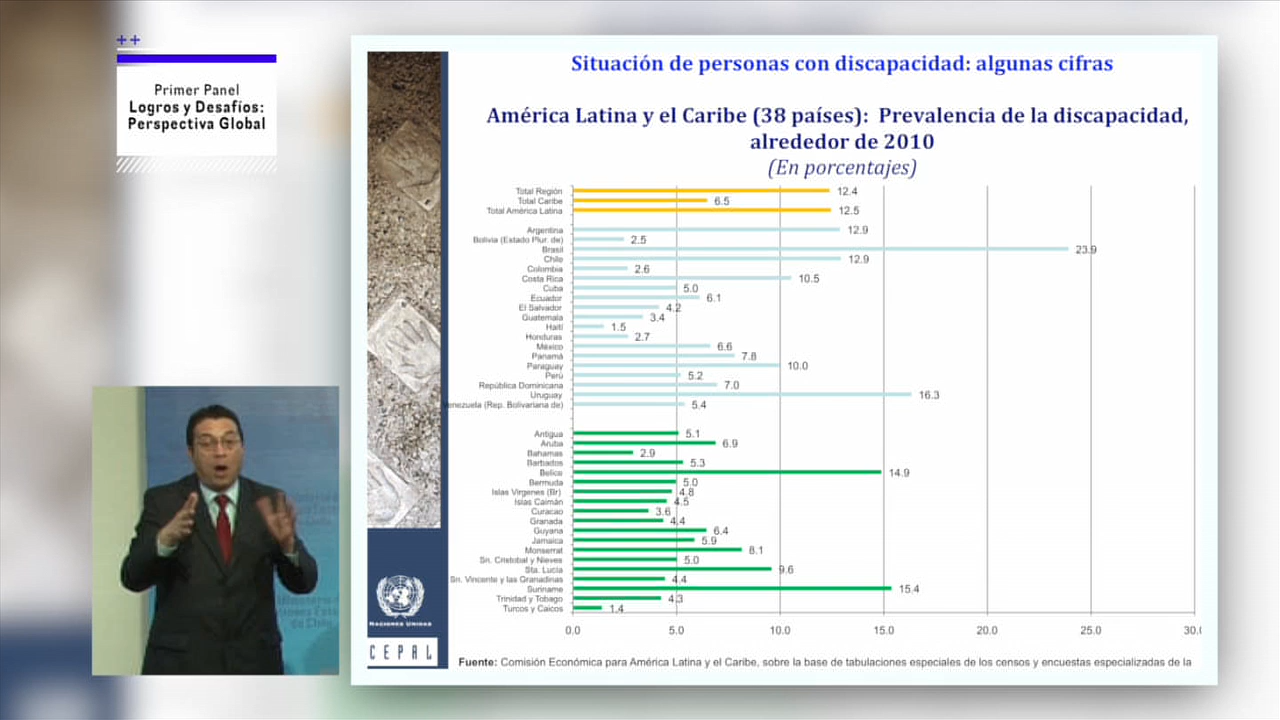 ++
Primer Panel
Logros y Desafíos:
Perspectiva Global
Situación de personas con discapacidad: algunas cifras
América Latina y el Caribe (38 países): Prevalencia de la discapacidad,
alrededor de 2010
(En porcentajes)
Total Región 12.4
Total Caribe 6.5
Total América Latina 12.5
Argentina 12.9
Bolivia (Estado Plur. de) 2.5
Brasil 23.9
Chile 12.9
Colombia 2.6
Costa Rica 10.5
Cuba 5.0
Ecuador 6.1
El Salvador 4.2
Guatemala 3.4
Haití 1.5
Honduras 2.7
México 6.6
Panamá 7.8
Paraguay 10.0
Perú 5.2
República Dominicana 7.0
Uruguay 16.3
enezuela (Rep. Bolivariana de) 5.4
Antigua 5.1
Aruba 6.9
Bahamas 2.9
Barbados 5.3
Belice 14.9
Bermuda 5.0
Islas Virgenes (Br) 4.8
Islas Caimán 4.5
Curacao 3.6
Granada 4.4
Guyana 6.4
Jamaica 5.9
Monserrat 8.1
Sn. Cristobal y Nieves 5.0
Sta. Lucía 9.6
Sn. Vincente y las Granadinas 4.4
Suriname 15.4
Trinidad y Tobago 4.3
Turcos y Caicos 1.4
0.0 5.0 10.0 15.0 20.0 25.0 30.
NACIONES UNIDAS
CEPAL
Fuente: Comisión Económica para América Latina y el Caribe, sobre la base de tabulaciones especiales de los censos y encuestas especializadas de la
de Chile